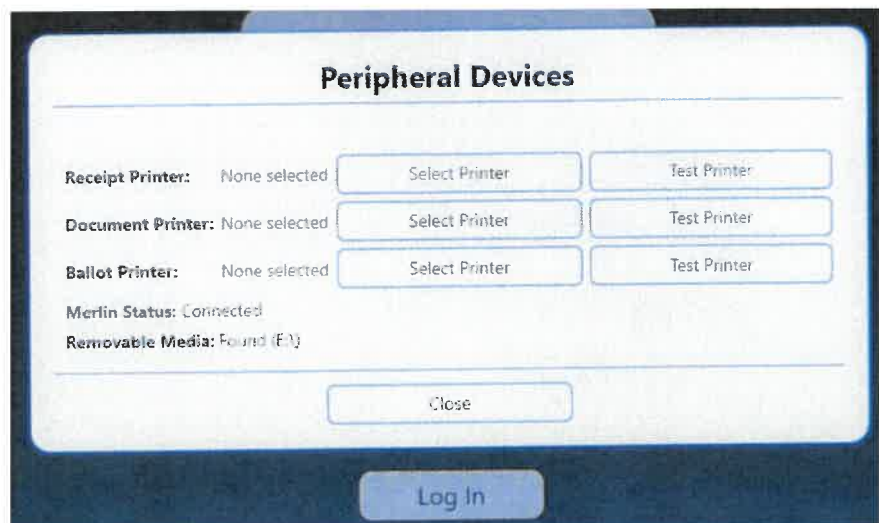 Peripheral Devices
Receipt Printer: None selected Select Printer Test Printer
Document Printer: None selected Select Printer Test Printer
Ballot Printer: None selected Select Printer Test Printer
Merlin Status: Connected
Removable Media: Found (E:\)
Close
Log In